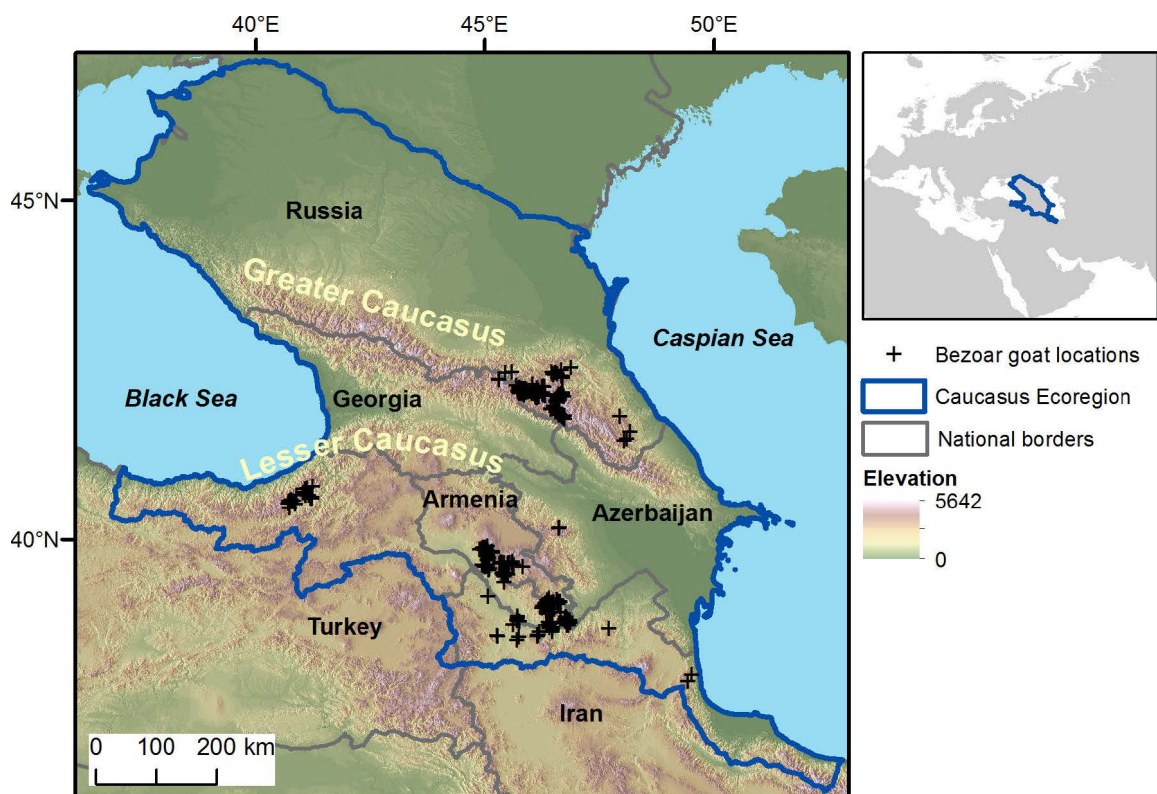 40°E 45°E 50°E
45°N
40°N
Russia
Greater Caucasus
Caspian Sea
Black Sea
Georgia
Lesser Caucasus
Armenia
Azerbaijan
Turkey
Iran
0 100 200 km
Bezoar goat locations
Caucasus Ecoregion
National borders
Elevation
5642
0